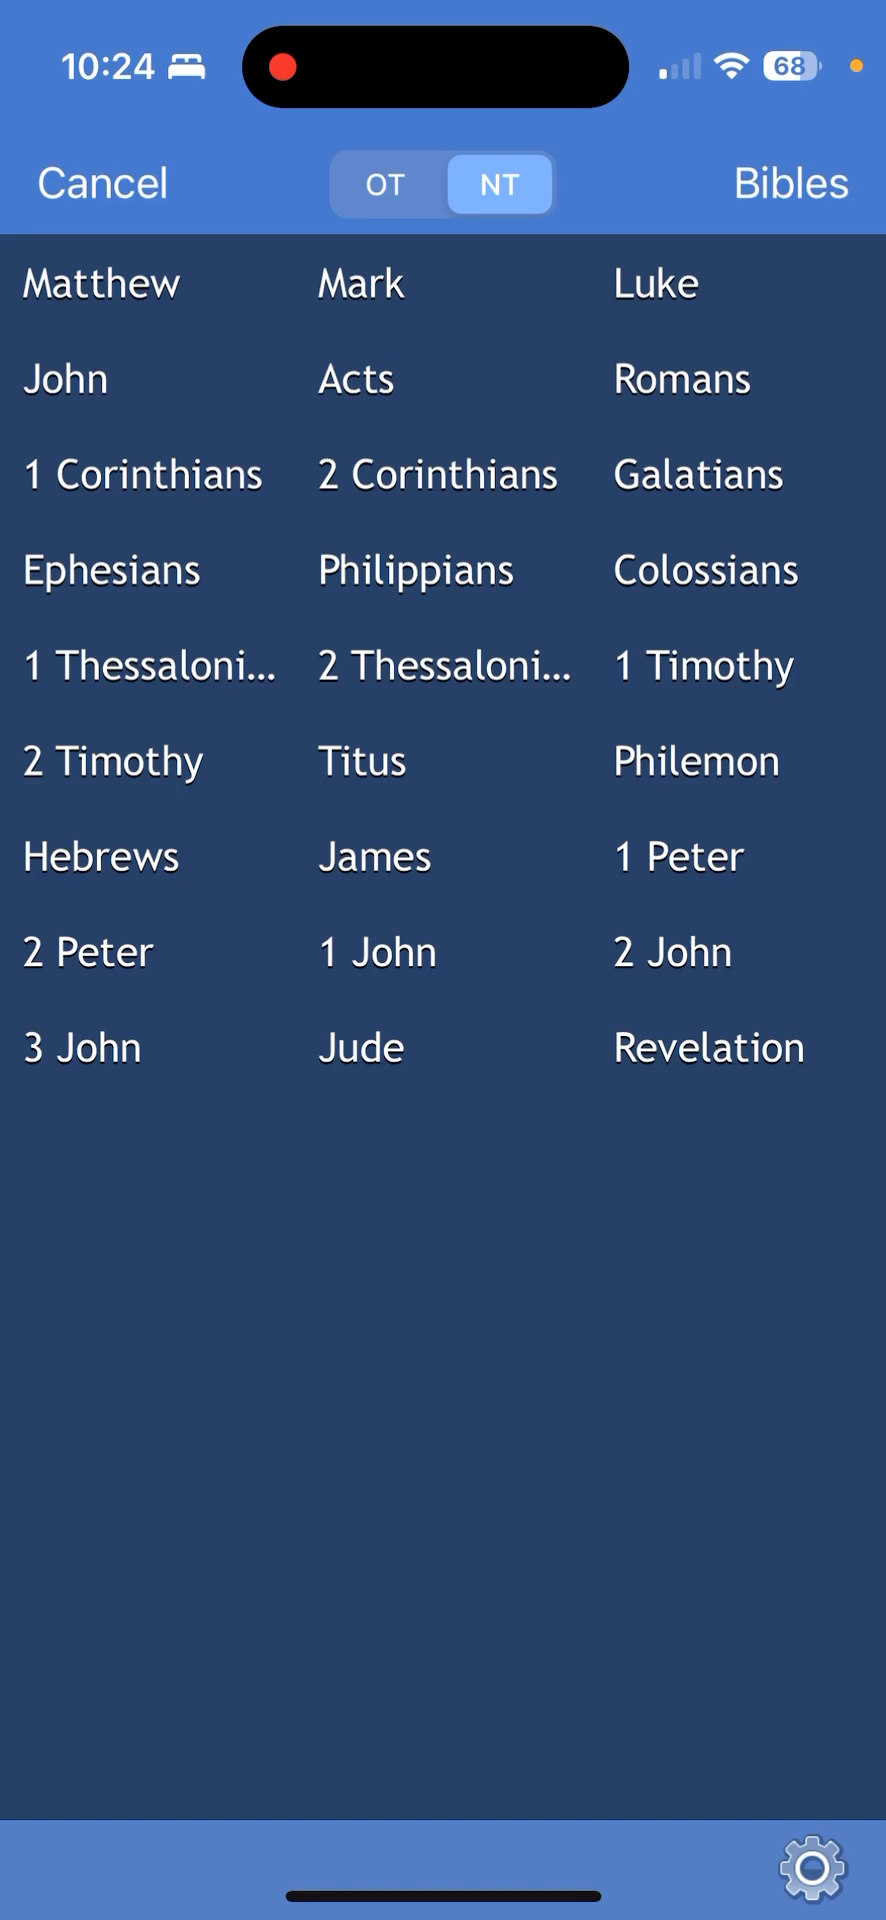 10:24 68
Cancel OT NT Bibles
Matthew Mark Luke
John Acts Romans
1 Corinthians 2 Corinthians Galatians
Ephesians Philippians Colossians
1 Thessaloni... 2 Thessaloni... 1 Timothy
2 Timothy Titus Philemon
Hebrews James 1 Peter
2 Peter 1 John 2 John
3 John Jude Revelation